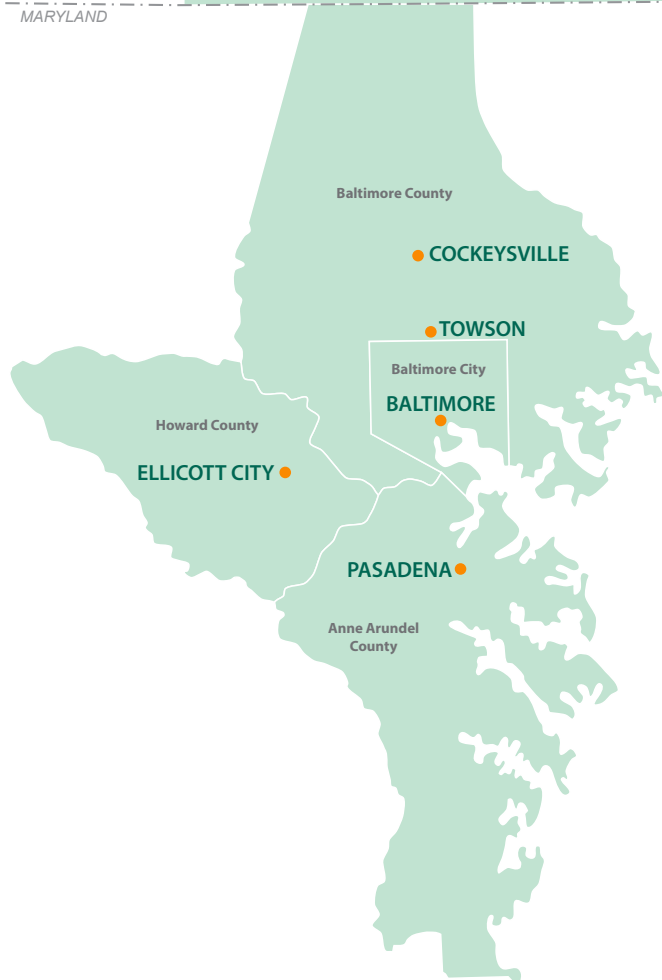 MARYLAND
Baltimore County
COCKEYSVILLE
TOWSON
Baltimore City
BALTIMORE
Howard County
ELLICOTT CITY
PASADENA
Anne Arundel
County